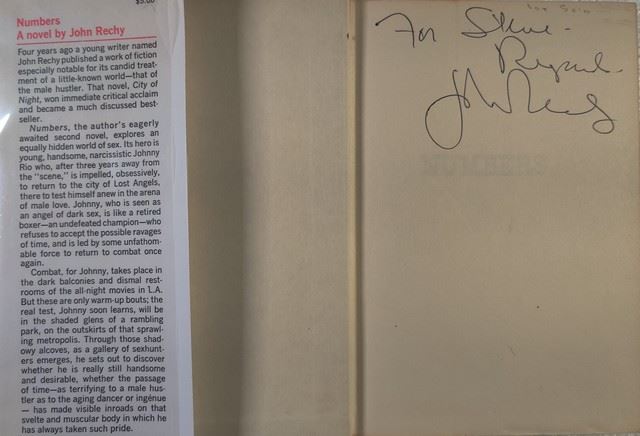 $5.00
Numbers
A novel by John Rechy
Four years ago a young writer named
John Rechy published a work of fiction
especially notable for its candid treat-
ment of a little-known world—that of
the male hustler. That novel, City of
Night, won immediate critical acclaim
and became a much discussed best-
seller.
Numbers, the author's eagerly
awaited second novel, explores an
equally hidden world of sex. Its hero is
young, handsome, narcissistic Johnny
Rio who, after three years away from
the "scene," is impelled, obsessively,
to return to the city of Lost Angels,
there to test himself anew in the arena
of male love. Johnny, who is seen as
an angel of dark sex, is like a retired
boxer—an undefeated champion—who
refuses to accept the possible ravages
of time, and is led by some unfathom-
able force to return to combat once
again.
Combat, for Johnny, takes place in
the dark balconies and dismal rest-
rooms of the all-night movies in L.A.
But these are only warm-up bouts; the
real test, Johnny soon learns, will be
in the shaded glens of a rambling
park, on the outskirts of that sprawl-
ing metropolis. Through those shad-
owy alcoves, as a gallery of sexhunt-
ers emerges, he sets out to discover
whether he is really still handsome
and desirable, whether the passage
of time—as terrifying to a male hus-
tler as to the aging dancer or ingénue
— has made visible inroads on that
svelte and muscular body in which he
has always taken such pride.
For
John Rechy